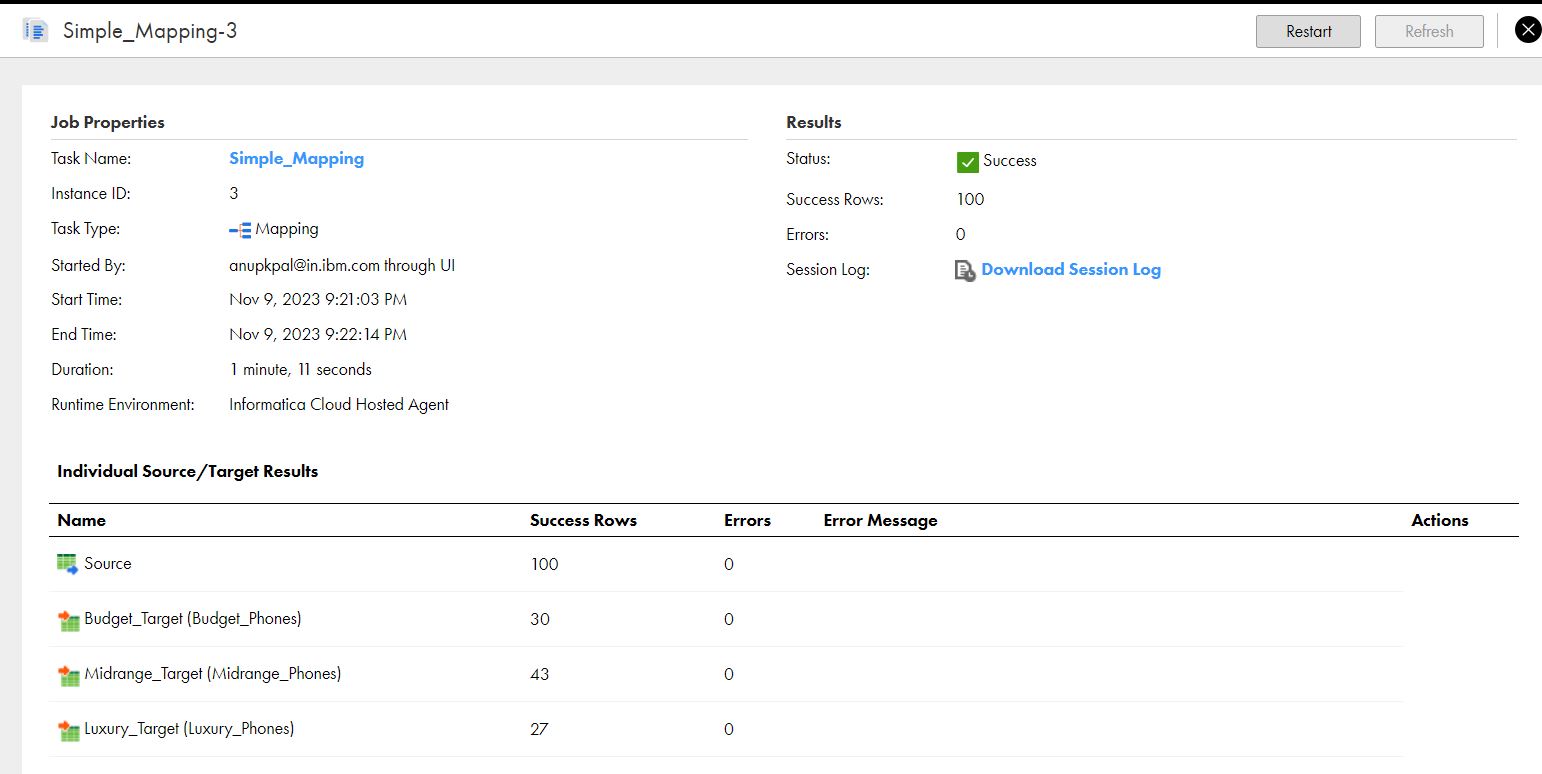 Simple_Mapping-3
Restart
Refresh
Job Properties
Task Name: Simple_Mapping
Instance ID: 3
Task Type: Mapping
Started By: anupkpal@in.ibm.com through UI
Start Time: Nov 9, 2023 9:21:03 PM
End Time: Nov 9, 2023 9:22:14 PM
Duration: 1 minute, 11 seconds
Runtime Environment: Informatica Cloud Hosted Agent
Results
Status: Success
Success Rows: 100
Errors: 0
Session Log: Download Session Log
Individual Source/Target Results
Name Success Rows Errors Error Message Actions
Source 100 0
Budget_Target (Budget_Phones) 30 0
Midrange_Target (Midrange_Phones) 43 0
Luxury_Target (Luxury_Phones) 27 0